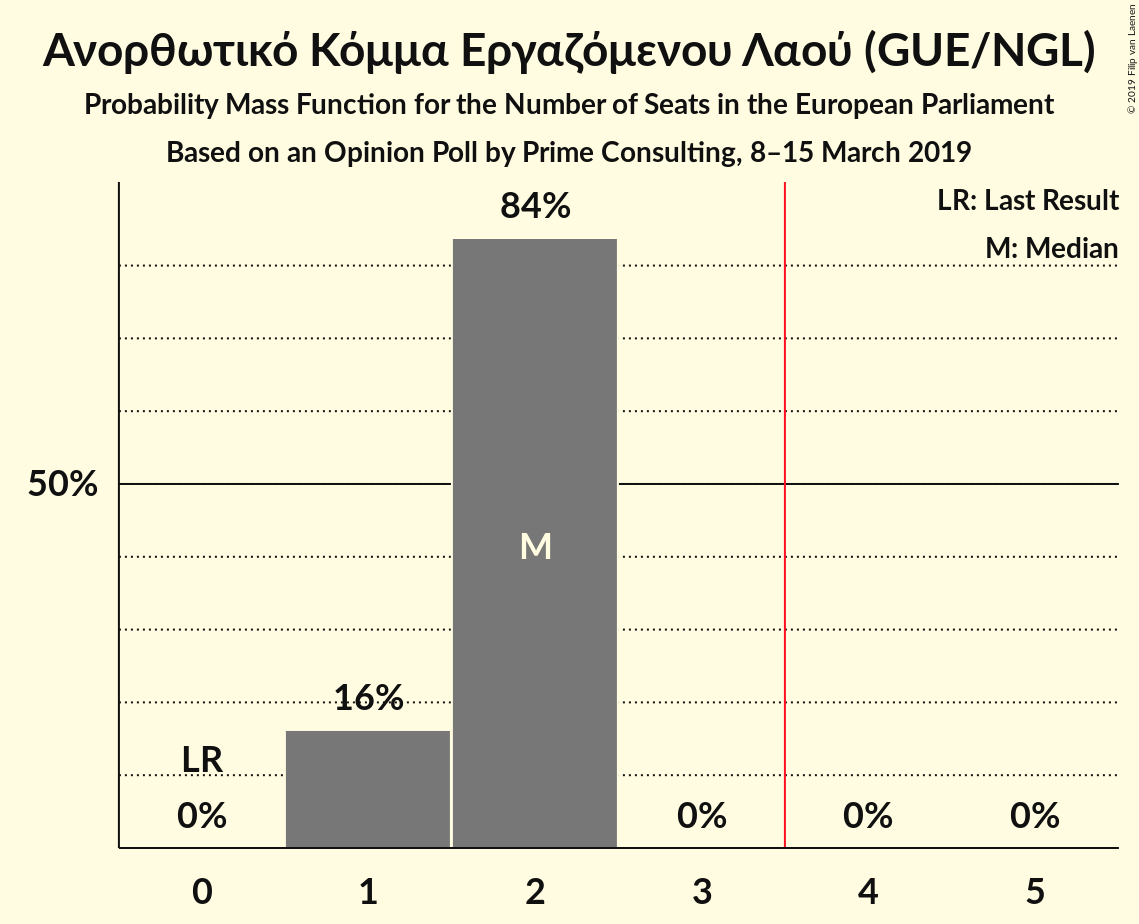 Ανορθωτικό Κόμμα Εργαζόμενου Λαού (GUE/NGL)
Probability Mass Function for the Number of Seats in the European Parliament
Based on an Opinion Poll by Prime Consulting, 8–15 March 2019
© 2019 Filip van Laenen
LR: Last Result
M: Median
84%
50%
M
16%
LR
0%
0%
0%
0%
0
1
2
3
4
5